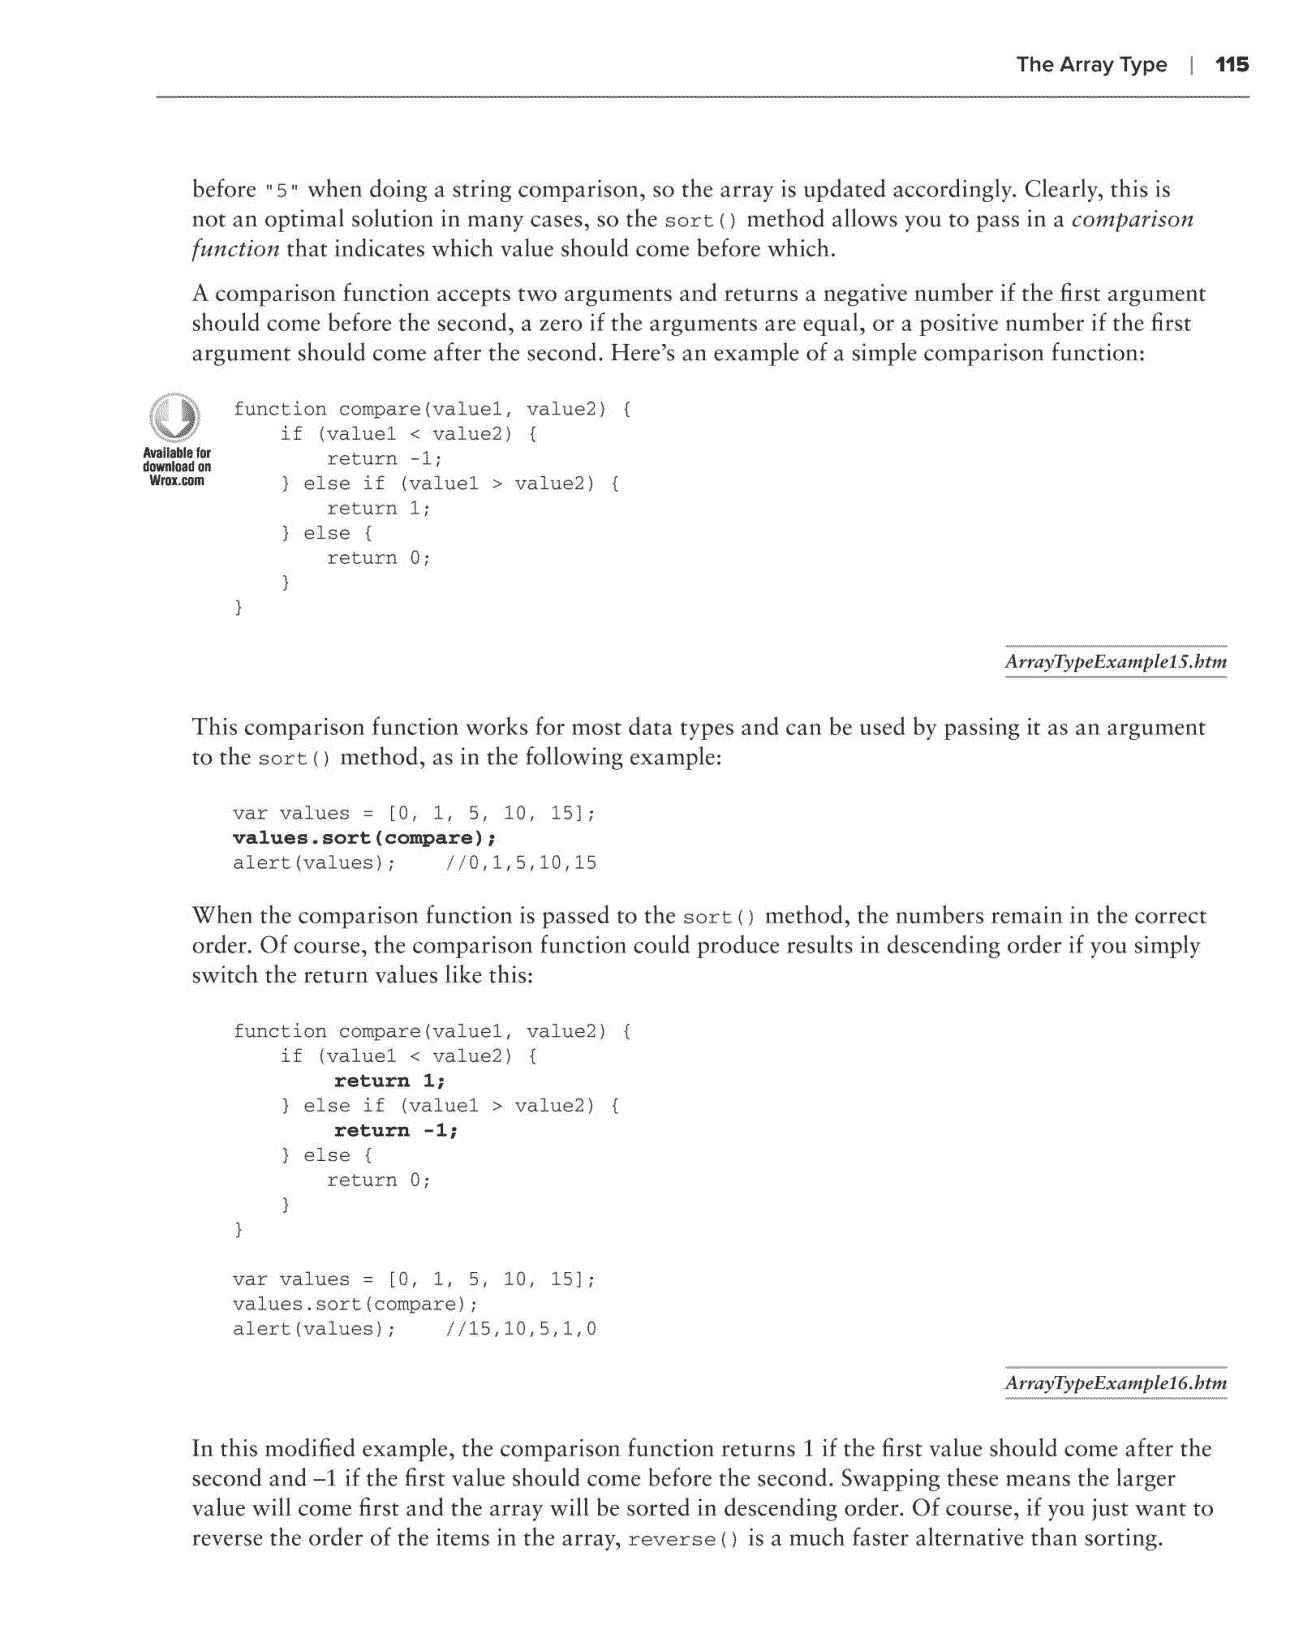 The Array Type | 115
before "5" when doing a string comparison, so the array is updated accordingly. Clearly, this is
not an optimal solution in many cases, so the sort() method allows you to pass in a comparison
function that indicates which value should come before which.
A comparison function accepts two arguments and returns a negative number if the first argument
should come before the second, a zero if the arguments are equal, or a positive number if the first
argument should come after the second. Here's an example of a simple comparison function:
Available for
download on
Wrox.com
function compare(value1, value2) {
    if (value1 < value2) {
        return -1;
    } else if (value1 > value2) {
        return 1;
    } else {
        return 0;
    }
}
ArrayTypeExample15.htm
This comparison function works for most data types and can be used by passing it as an argument
to the sort() method, as in the following example:
var values = [0, 1, 5, 10, 15];
values.sort(compare);
alert(values);    //0,1,5,10,15
When the comparison function is passed to the sort() method, the numbers remain in the correct
order. Of course, the comparison function could produce results in descending order if you simply
switch the return values like this:
function compare(value1, value2) {
    if (value1 < value2) {
        return 1;
    } else if (value1 > value2) {
        return -1;
    } else {
        return 0;
    }
}
var values = [0, 1, 5, 10, 15];
values.sort(compare);
alert(values);    //15,10,5,1,0
ArrayTypeExample16.htm
In this modified example, the comparison function returns 1 if the first value should come after the
second and –1 if the first value should come before the second. Swapping these means the larger
value will come first and the array will be sorted in descending order. Of course, if you just want to
reverse the order of the items in the array, reverse() is a much faster alternative than sorting.